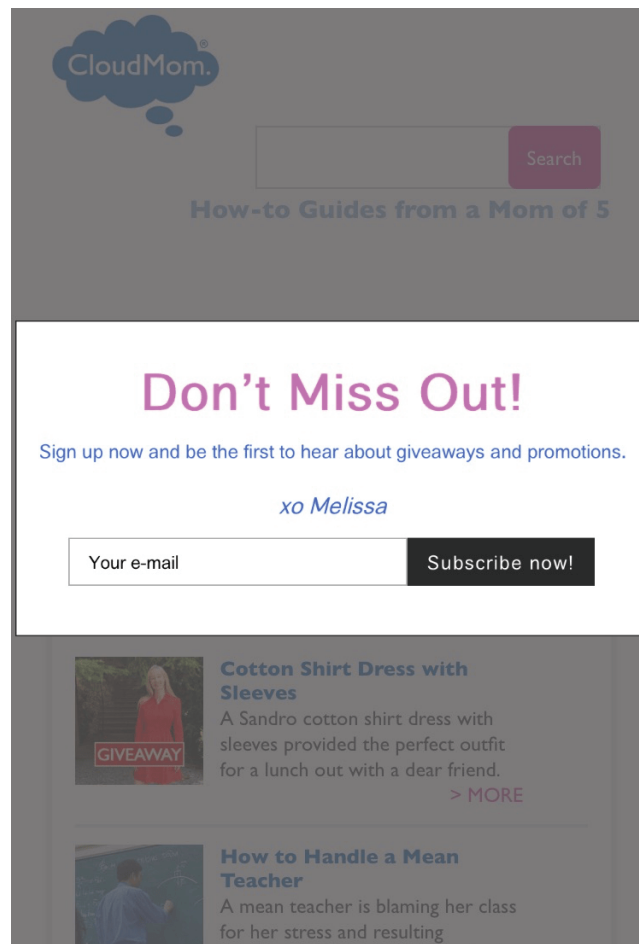 CloudMom.®
Search
How-to Guides from a Mom of 5
Don't Miss Out!
Sign up now and be the first to hear about giveaways and promotions.
xo Melissa
Your e-mail
Subscribe now!
Cotton Shirt Dress with
Sleeves
A Sandro cotton shirt dress with
sleeves provided the perfect outfit
for a lunch out with a dear friend.
> MORE
GIVEAWAY
How to Handle a Mean
Teacher
A mean teacher is blaming her class
for her stress and resulting